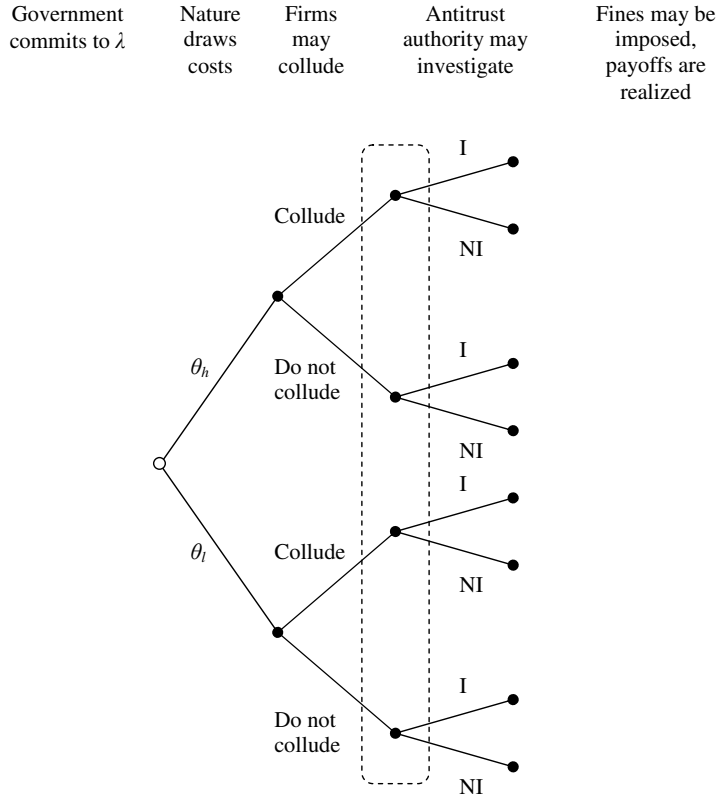 Government
commits to λ
Nature
draws
costs
Firms
may
collude
Antitrust
authority may
investigate
Fines may be
imposed,
payoffs are
realized
I
Collude
NI
I
θh
Do not
collude
NI
I
θl
Collude
NI
I
Do not
collude
NI